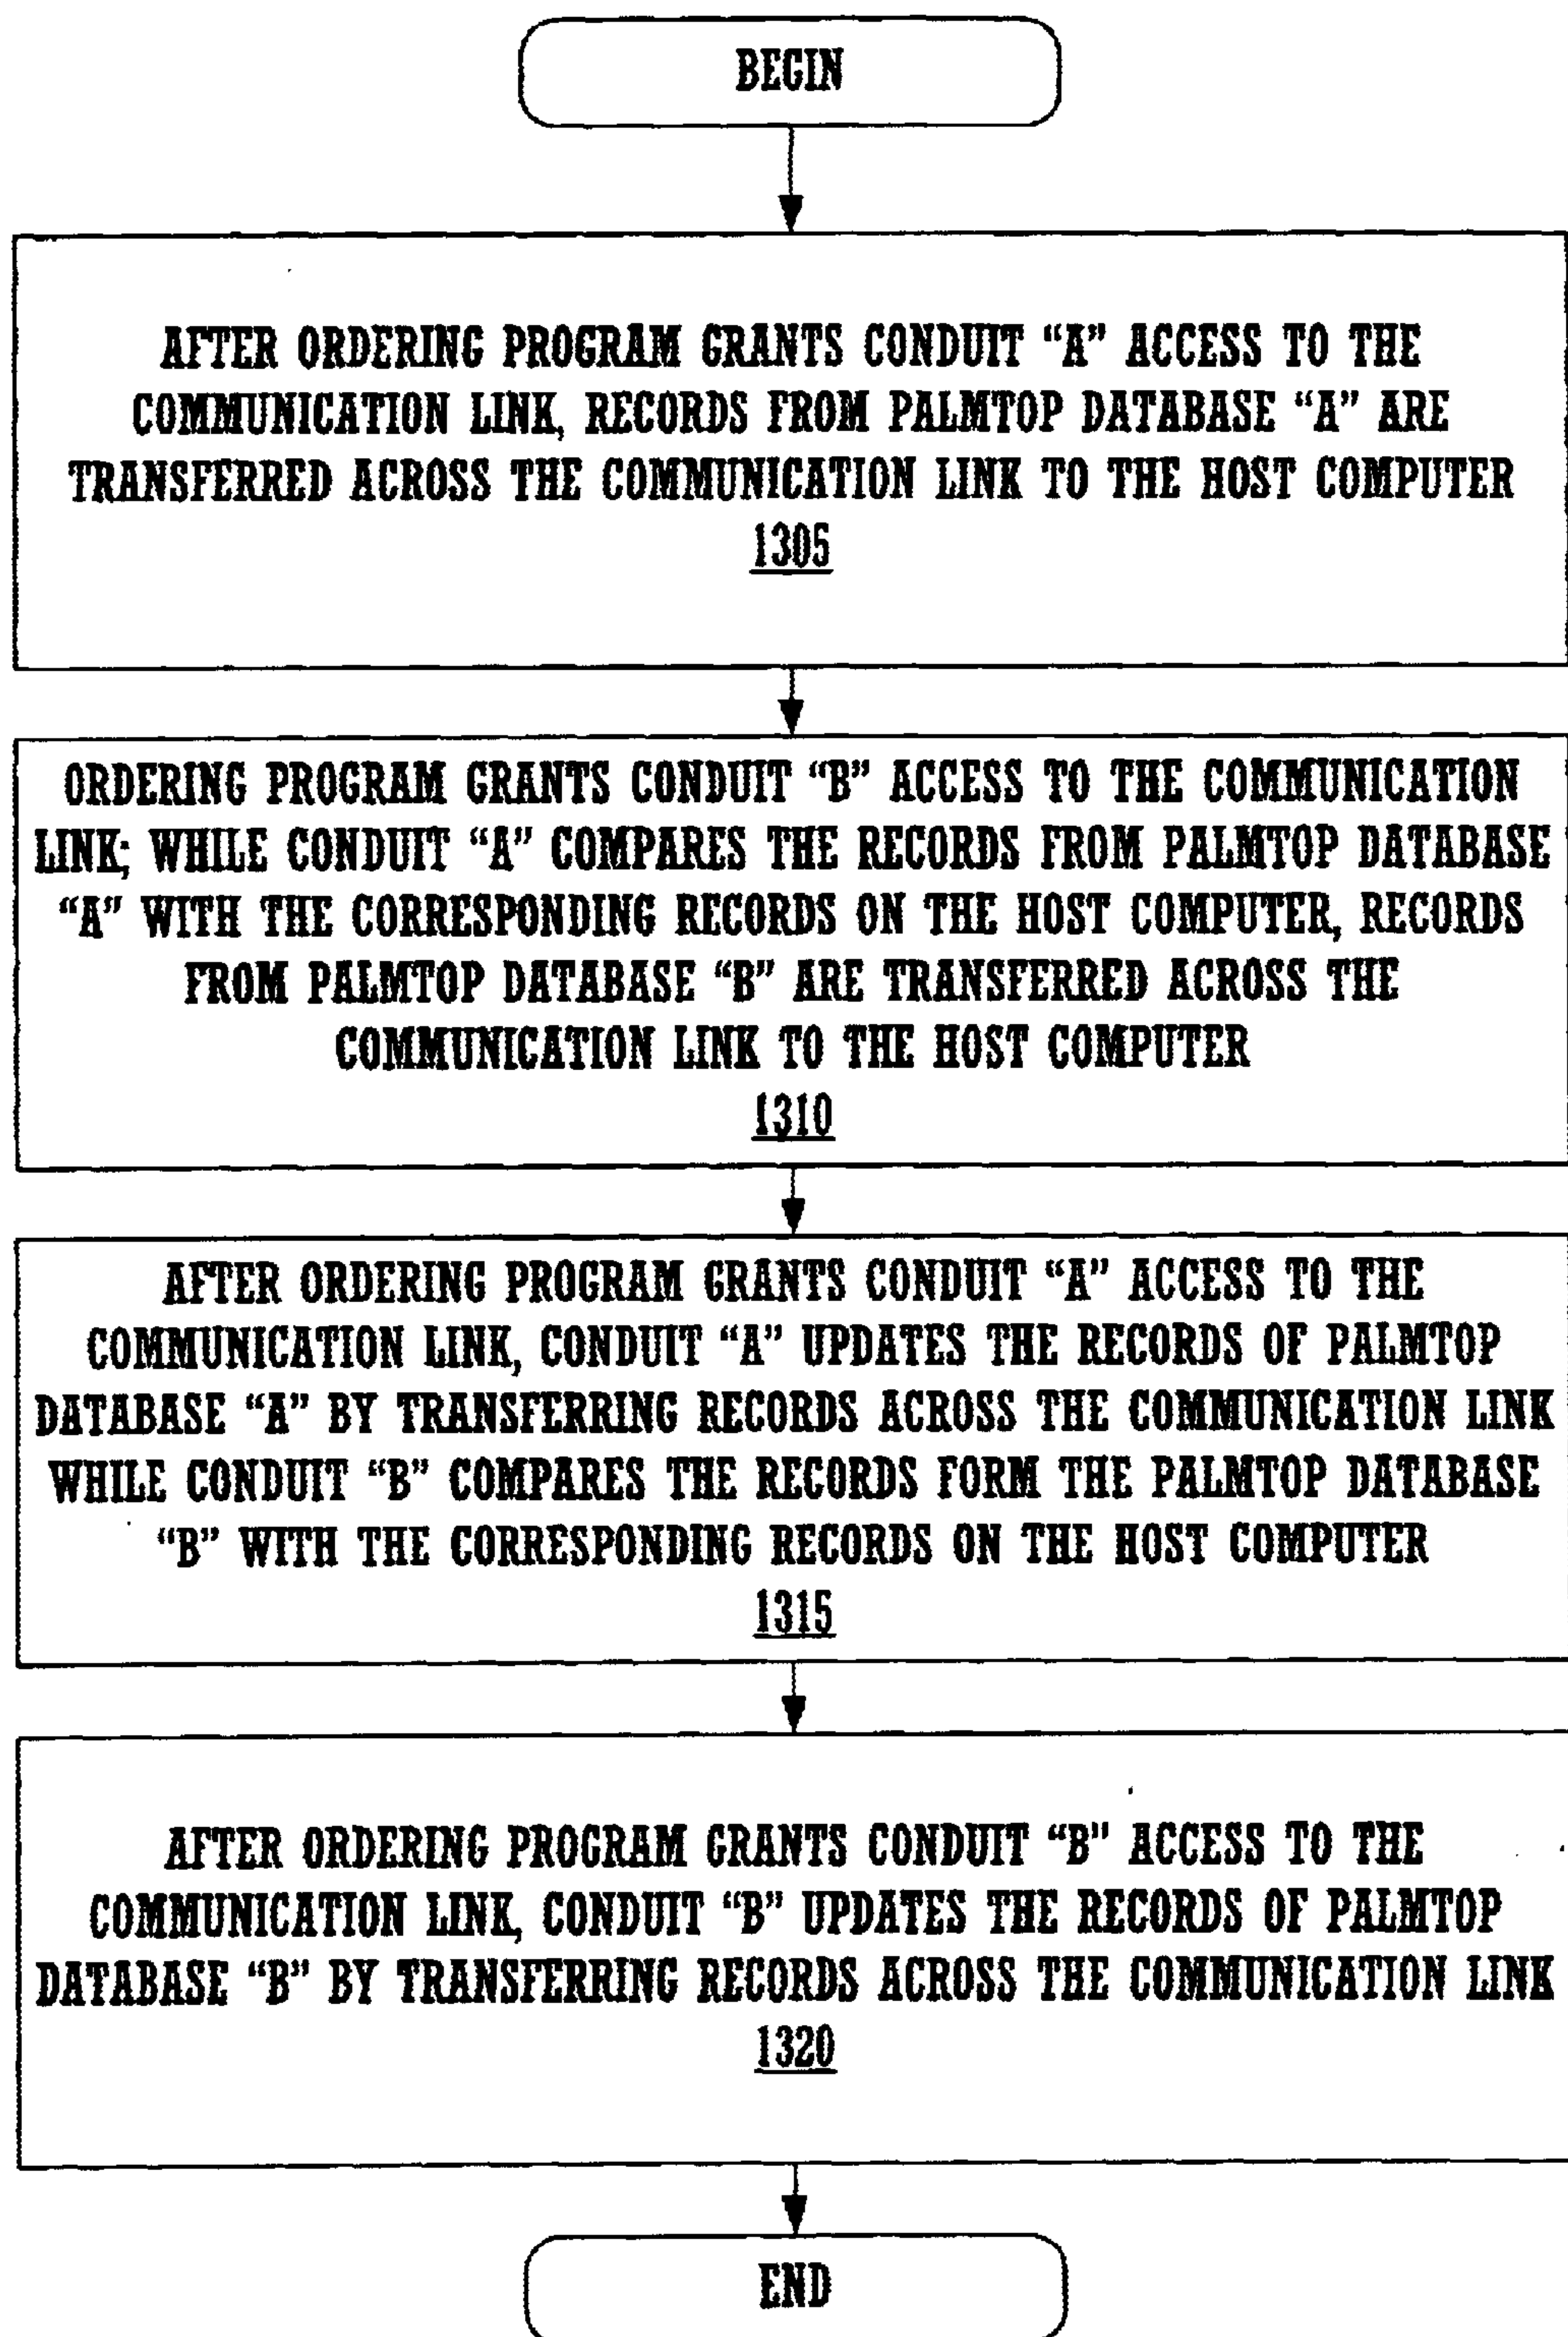 BEGIN
AFTER ORDERING PROGRAM GRANTS CONDUIT “A” ACCESS TO THE
COMMUNICATION LINK, RECORDS FROM PALMTOP DATABASE “A” ARE
TRANSFERRED ACROSS THE COMMUNICATION LINK TO THE HOST COMPUTER
1305
ORDERING PROGRAM GRANTS CONDUIT “B” ACCESS TO THE COMMUNICATION
LINK; WHILE CONDUIT “A” COMPARES THE RECORDS FROM PALMTOP DATABASE
“A” WITH THE CORRESPONDING RECORDS ON THE HOST COMPUTER, RECORDS
FROM PALMTOP DATABASE “B” ARE TRANSFERRED ACROSS THE
COMMUNICATION LINK TO THE HOST COMPUTER
1310
AFTER ORDERING PROGRAM GRANTS CONDUIT “A” ACCESS TO THE
COMMUNICATION LINK, CONDUIT “A” UPDATES THE RECORDS OF PALMTOP
DATABASE “A” BY TRANSFERRING RECORDS ACROSS THE COMMUNICATION LINK
WHILE CONDUIT “B” COMPARES THE RECORDS FORM THE PALMTOP DATABASE
“B” WITH THE CORRESPONDING RECORDS ON THE HOST COMPUTER
1315
AFTER ORDERING PROGRAM GRANTS CONDUIT “B” ACCESS TO THE
COMMUNICATION LINK, CONDUIT “B” UPDATES THE RECORDS OF PALMTOP
DATABASE “B” BY TRANSFERRING RECORDS ACROSS THE COMMUNICATION LINK
1320
END